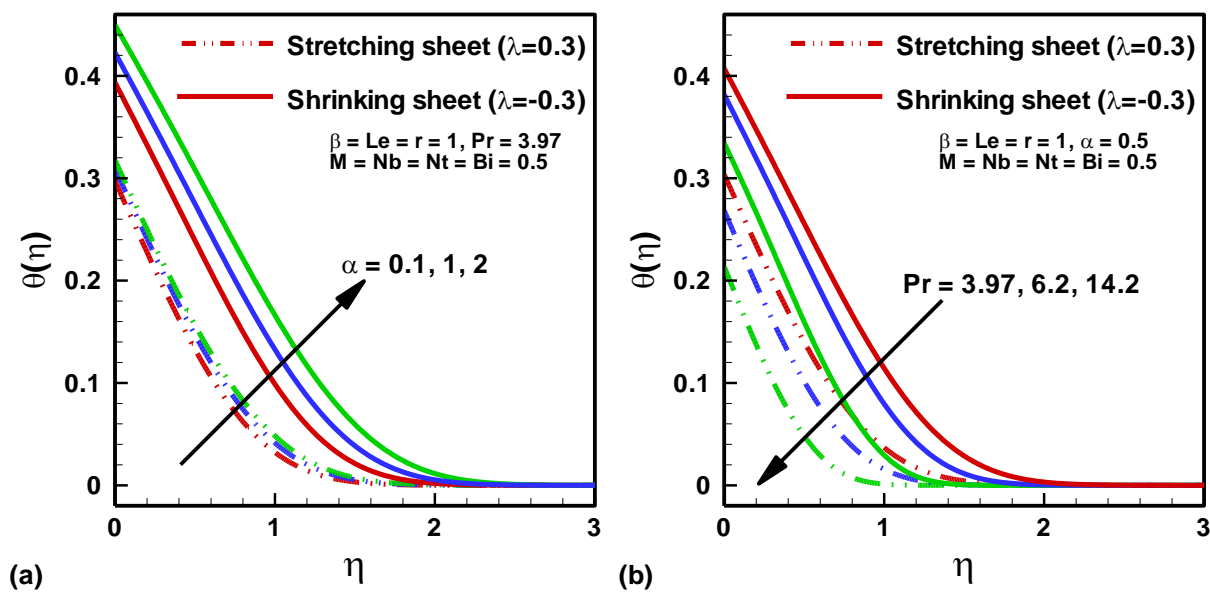 Stretching sheet (λ=0.3)
Shrinking sheet (λ=-0.3)
β = Le = r = 1, Pr = 3.97
M = Nb = Nt = Bi = 0.5
α = 0.1, 1, 2
θ(η)
0.4
0.3
0.2
0.1
0
0 1 2 3
η
(a)
Stretching sheet (λ=0.3)
Shrinking sheet (λ=-0.3)
β = Le = r = 1, α = 0.5
M = Nb = Nt = Bi = 0.5
Pr = 3.97, 6.2, 14.2
θ(η)
0.4
0.3
0.2
0.1
0
0 1 2 3
η
(b)